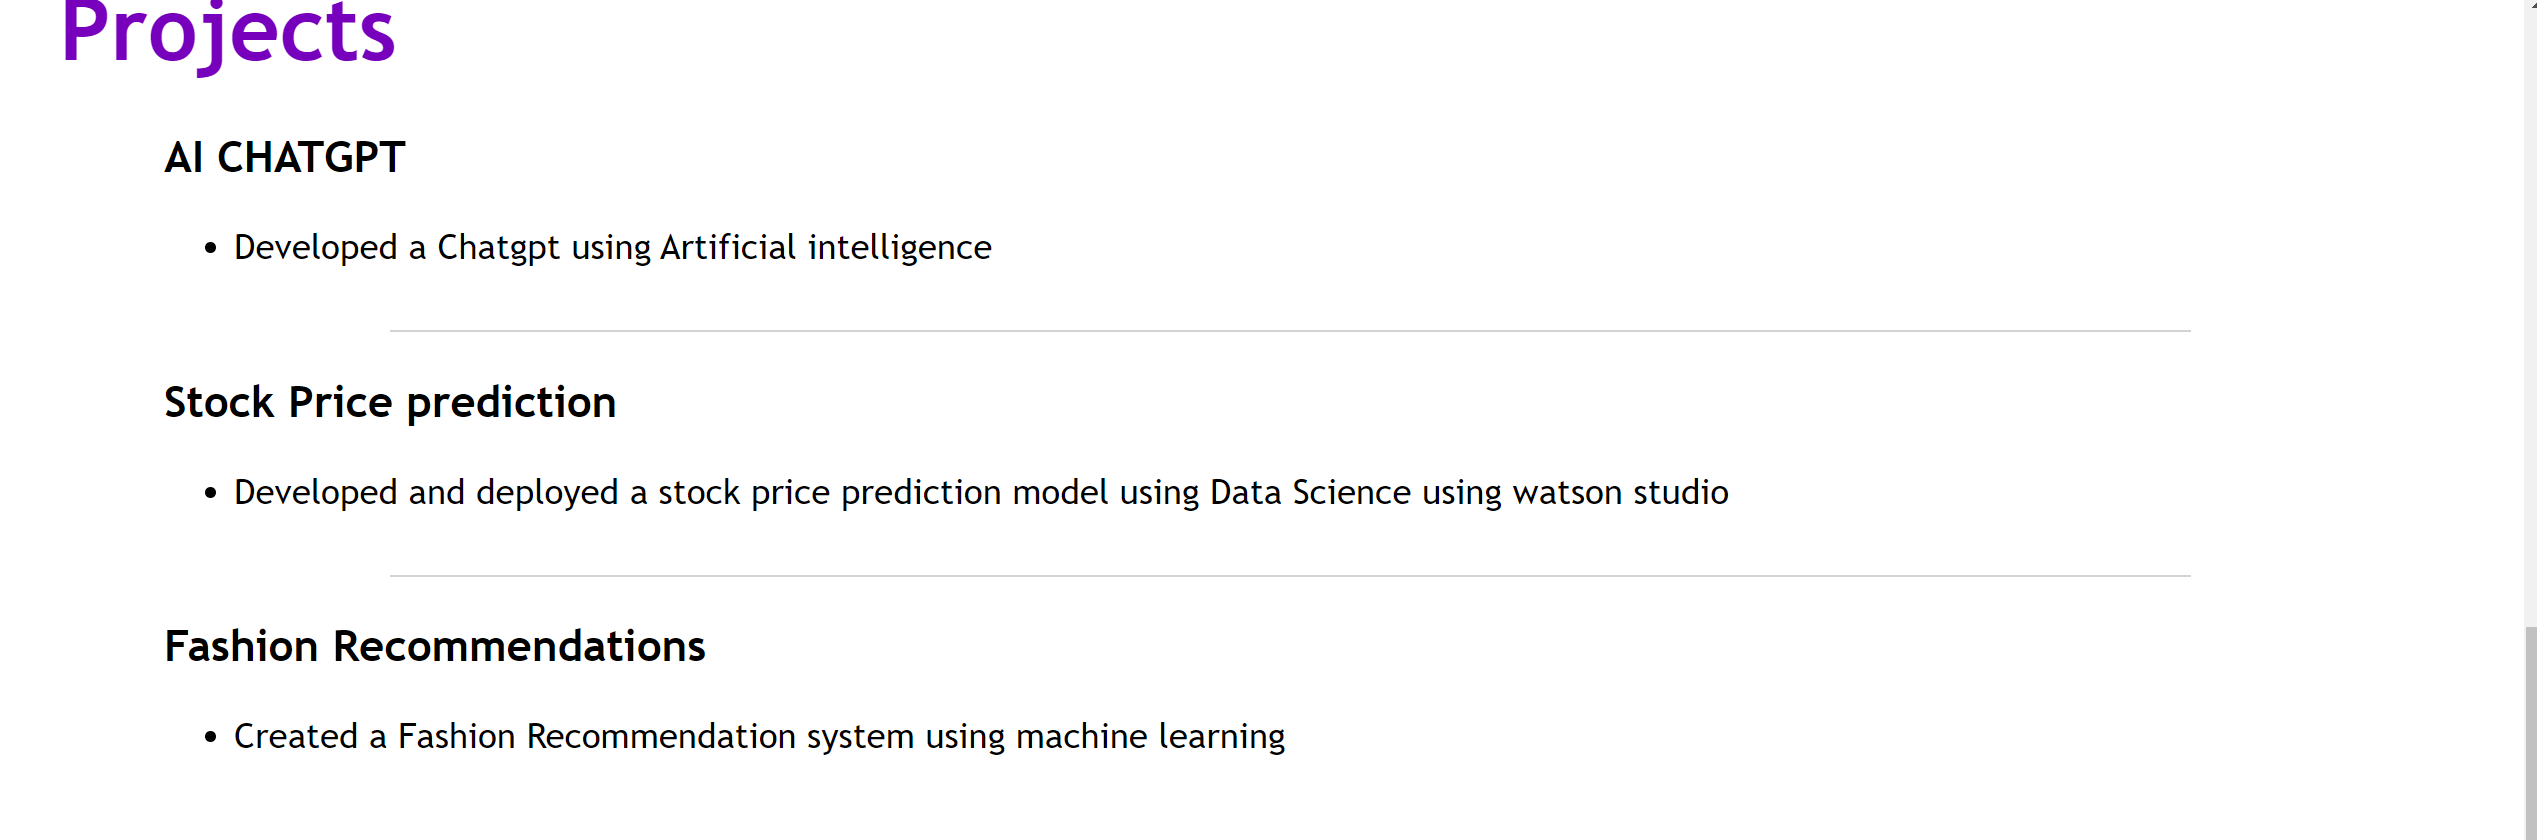 Projects
AI CHATGPT
• Developed a Chatgpt using Artificial intelligence
Stock Price prediction
• Developed and deployed a stock price prediction model using Data Science using watson studio
Fashion Recommendations
• Created a Fashion Recommendation system using machine learning